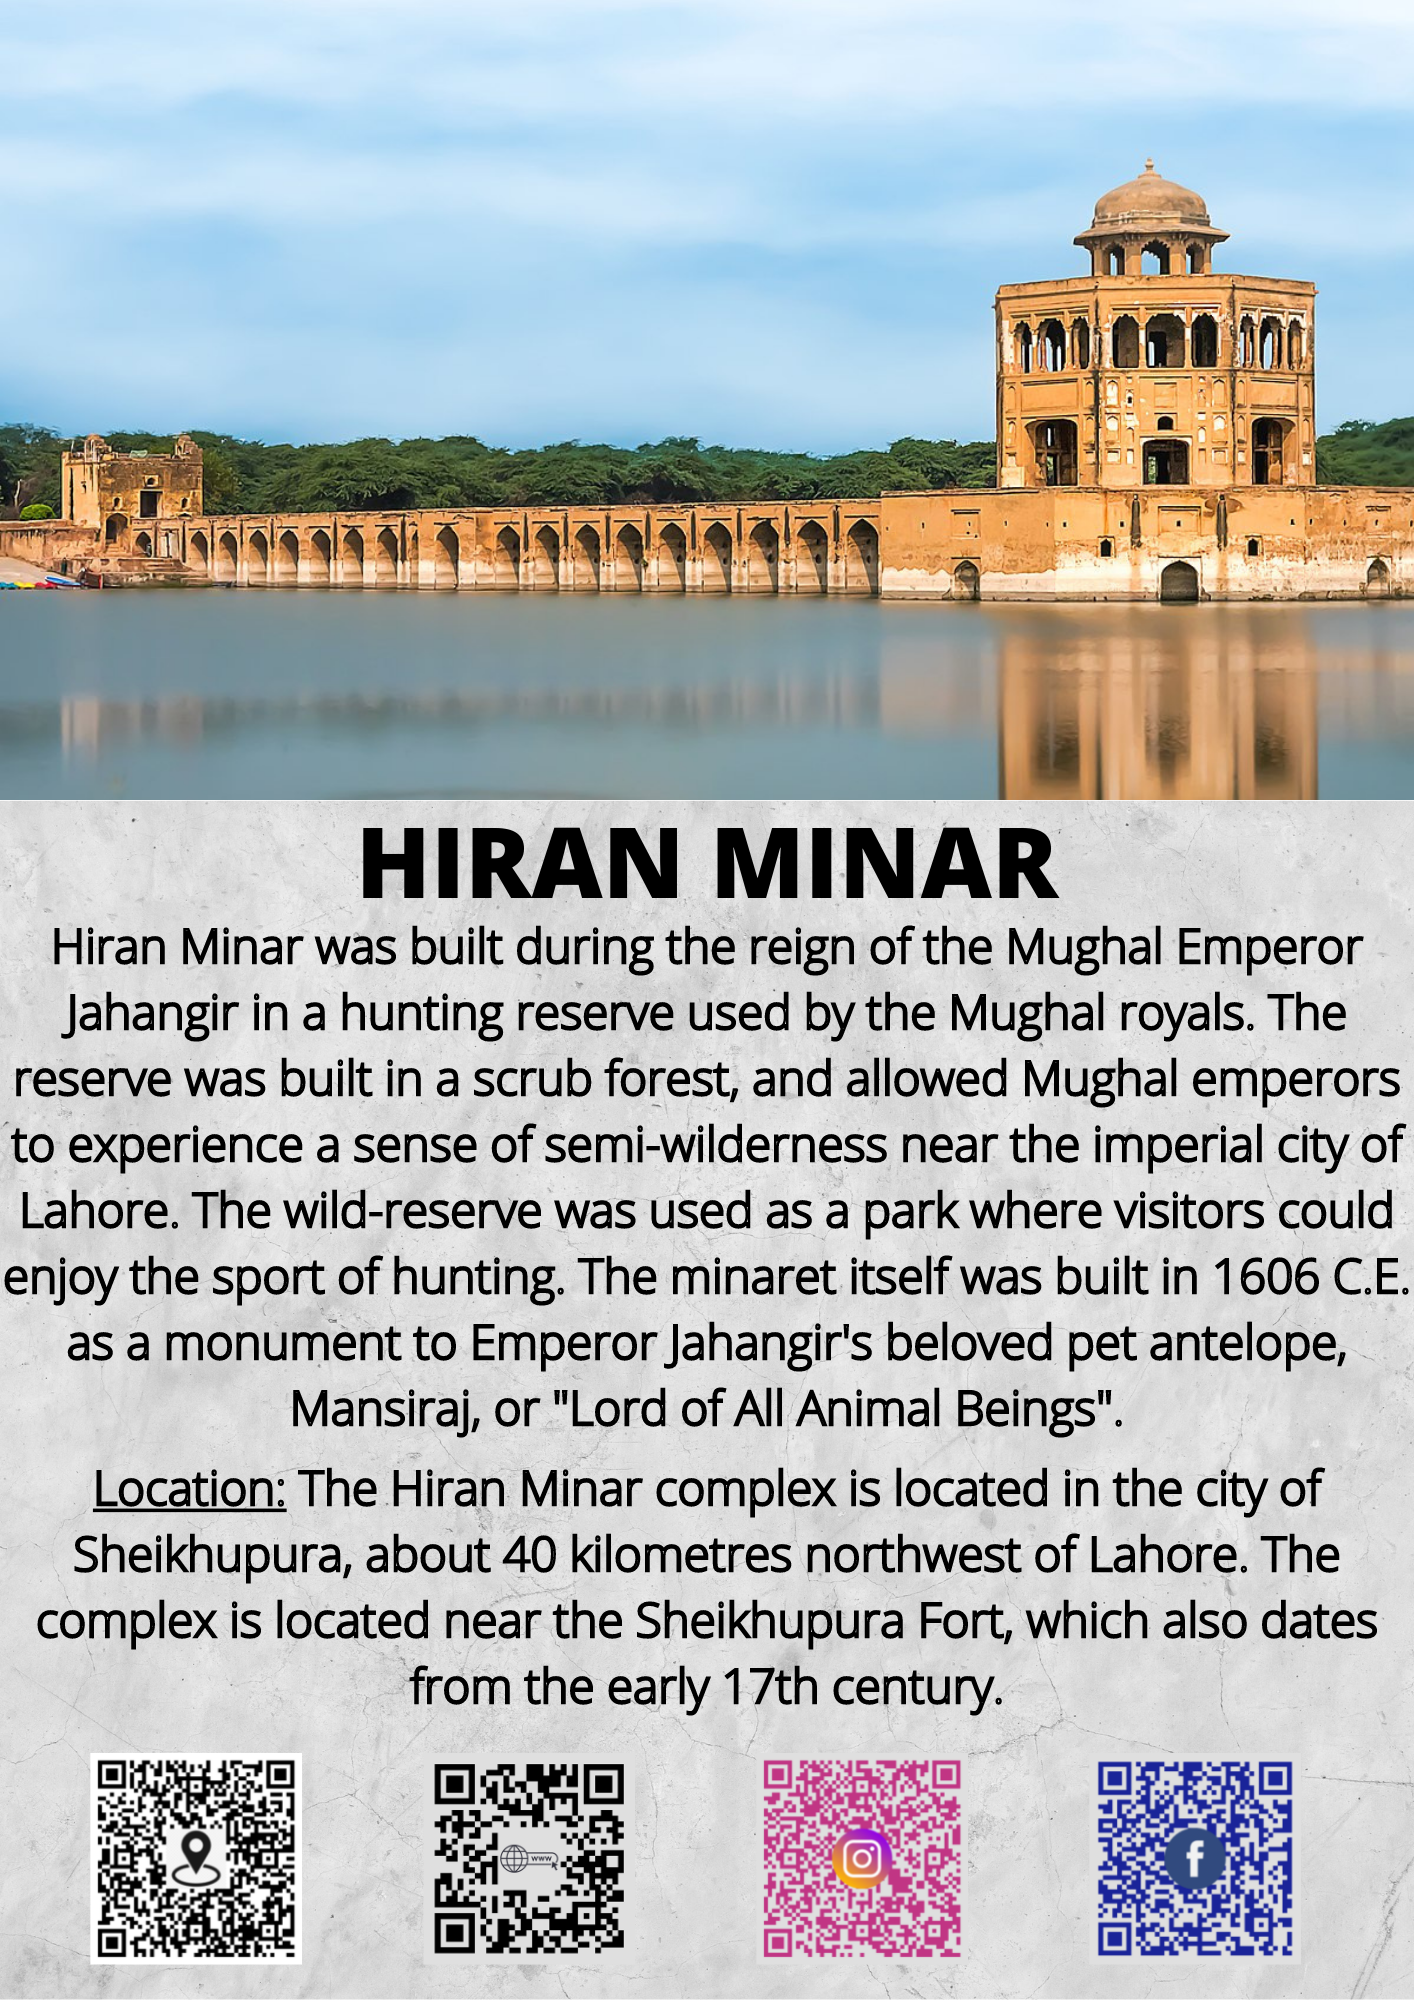 HIRAN MINAR
Hiran Minar was built during the reign of the Mughal Emperor
Jahangir in a hunting reserve used by the Mughal royals. The
reserve was built in a scrub forest, and allowed Mughal emperors
to experience a sense of semi-wilderness near the imperial city of
Lahore. The wild-reserve was used as a park where visitors could
enjoy the sport of hunting. The minaret itself was built in 1606 C.E.
as a monument to Emperor Jahangir's beloved pet antelope,
Mansiraj, or "Lord of All Animal Beings".
Location: The Hiran Minar complex is located in the city of
Sheikhupura, about 40 kilometres northwest of Lahore. The
complex is located near the Sheikhupura Fort, which also dates
from the early 17th century.
www